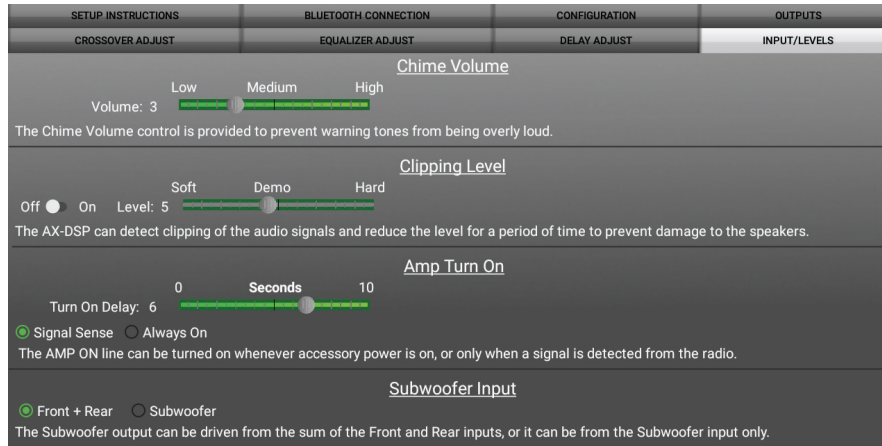 SETUP INSTRUCTIONS BLUETOOTH CONNECTION CONFIGURATION OUTPUTS
CROSSOVER ADJUST EQUALIZER ADJUST DELAY ADJUST INPUT/LEVELS
Chime Volume
Low Medium High
Volume: 3
The Chime Volume control is provided to prevent warning tones from being overly loud.
Clipping Level
Soft Demo Hard
Off On Level: 5
The AX-DSP can detect clipping of the audio signals and reduce the level for a period of time to prevent damage to the speakers.
Amp Turn On
0 Seconds 10
Turn On Delay: 6
Signal Sense Always On
The AMP ON line can be turned on whenever accessory power is on, or only when a signal is detected from the radio.
Subwoofer Input
Front + Rear Subwoofer
The Subwoofer output can be driven from the sum of the Front and Rear inputs, or it can be from the Subwoofer input only.